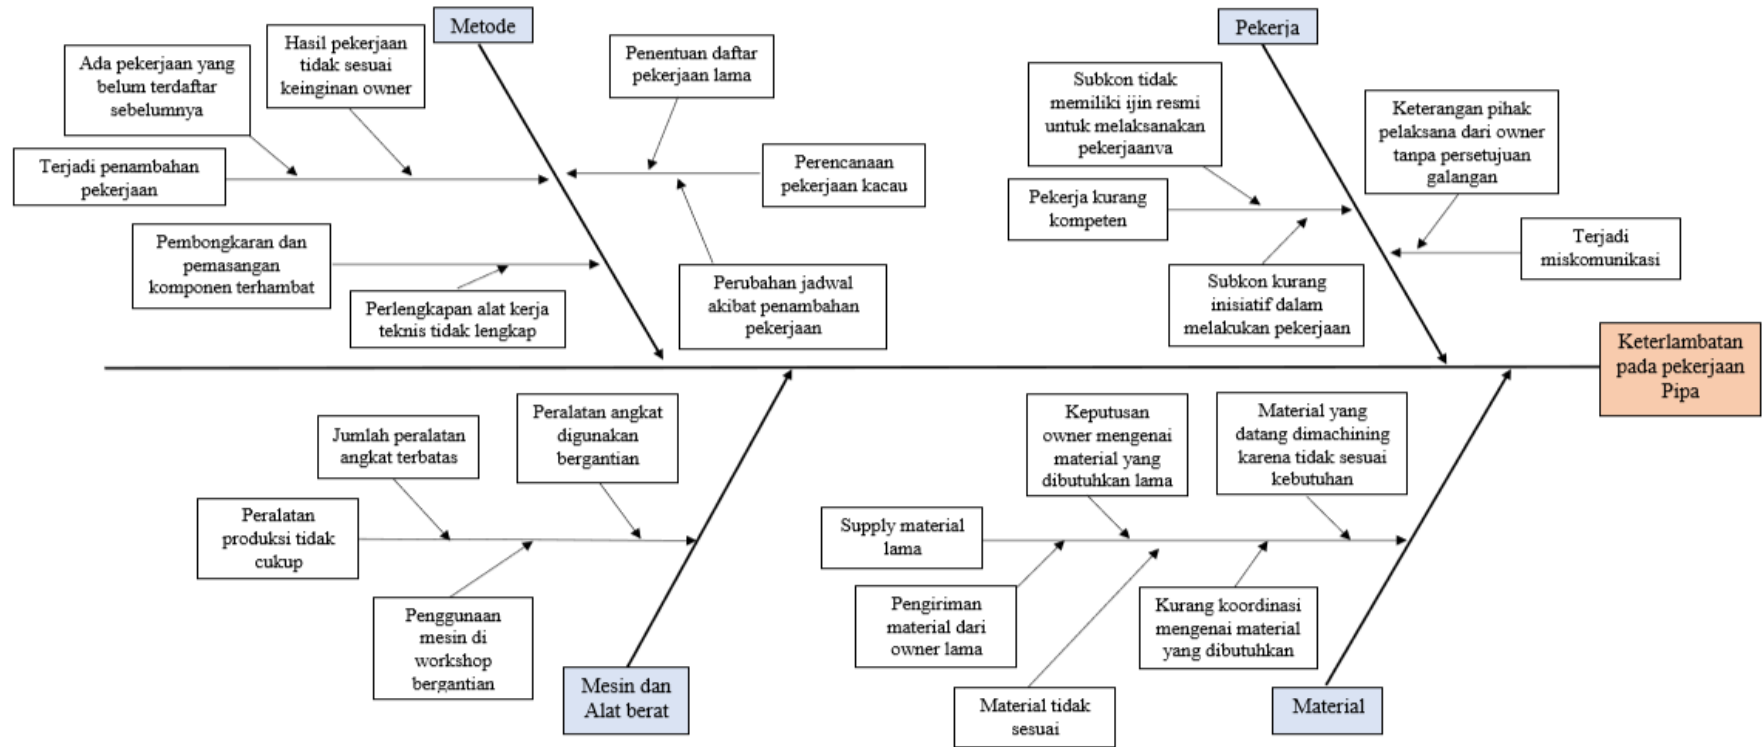 Metode
Ada pekerjaan yang
belum terdaftar
sebelumnya
Hasil pekerjaan
tidak sesuai
keinginan owner
Penentuan daftar
pekerjaan lama
Terjadi penambahan
pekerjaan
Perencanaan
pekerjaan kacau
Pembongkaran dan
pemasangan
komponen terhambat
Perlengkapan alat kerja
teknis tidak lengkap
Perubahan jadwal
akibat penambahan
pekerjaan
Pekerja
Subkon tidak
memiliki ijin resmi
untuk melaksanakan
pekerjaanva
Keterangan pihak
pelaksana dari owner
tanpa persetujuan
galangan
Pekerja kurang
kompeten
Terjadi
miskomunikasi
Subkon kurang
inisiatif dalam
melakukan pekerjaan
Keterlambatan
pada pekerjaan
Pipa
Jumlah peralatan
angkat terbatas
Peralatan angkat
digunakan
bergantian
Peralatan
produksi tidak
cukup
Penggunaan
mesin di
workshop
bergantian
Mesin dan
Alat berat
Keputusan
owner mengenai
material yang
dibutuhkan lama
Material yang
datang dimachining
karena tidak sesuai
kebutuhan
Supply material
lama
Pengiriman
material dari
owner lama
Kurang koordinasi
mengenai material
yang dibutuhkan
Material tidak
sesuai
Material